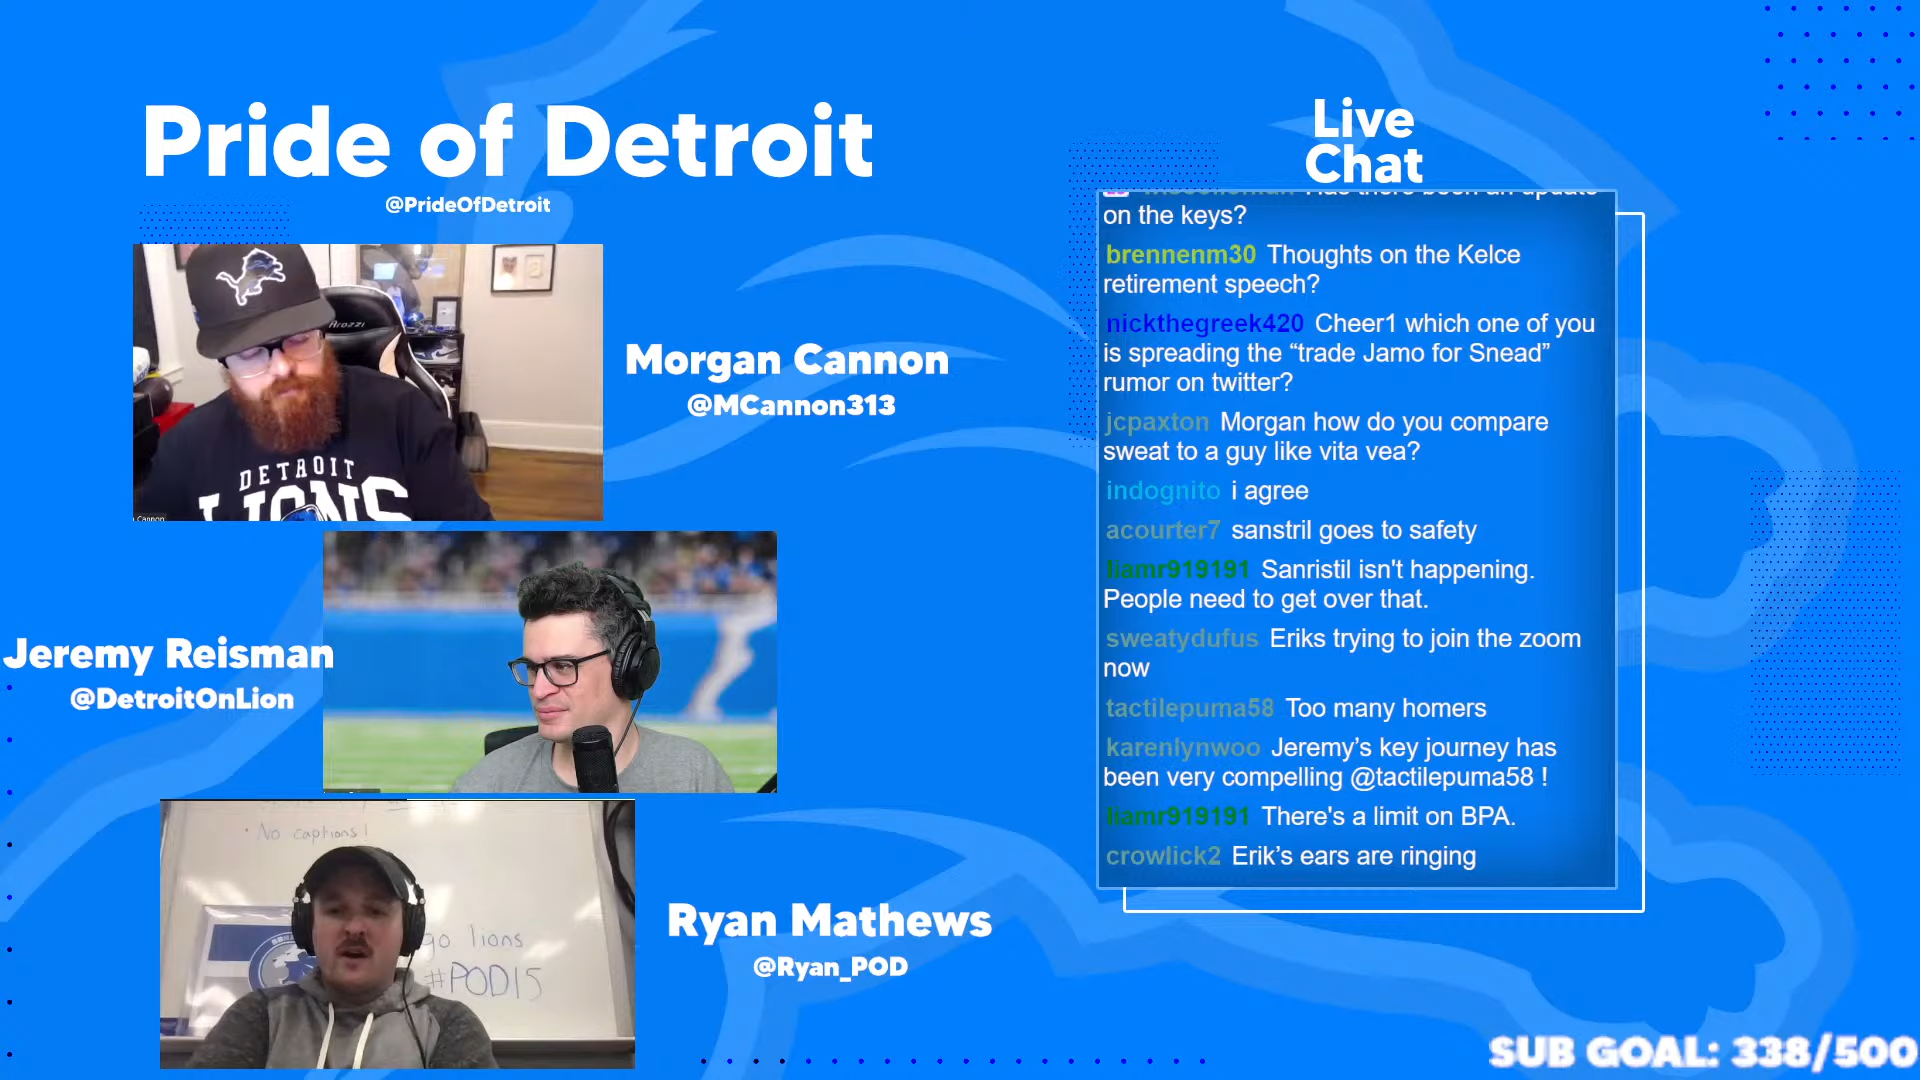 Pride of Detroit
@PrideOfDetroit
Live
Chat
on the keys?
brennenm30 Thoughts on the Kelce
retirement speech?
nickthegreek420 Cheer1 which one of you
is spreading the “trade Jamo for Snead”
rumor on twitter?
jcpaxton Morgan how do you compare
sweat to a guy like vita vea?
indognito i agree
acourter7 sanstril goes to safety
liamr919191 Sanristil isn't happening.
People need to get over that.
sweatydufus Eriks trying to join the zoom
now
tactilepuma58 Too many homers
karenlynwoo Jeremy’s key journey has
been very compelling @tactilepuma58 !
liamr919191 There's a limit on BPA.
crowlick2 Erik’s ears are ringing
Arozzi
DETROIT
LIONS
Cannon
Morgan Cannon
@MCannon313
Jeremy Reisman
@DetroitOnLion
• No captions!
go lions
#POD15
Ryan Mathews
@Ryan_POD
SUB GOAL: 338/500